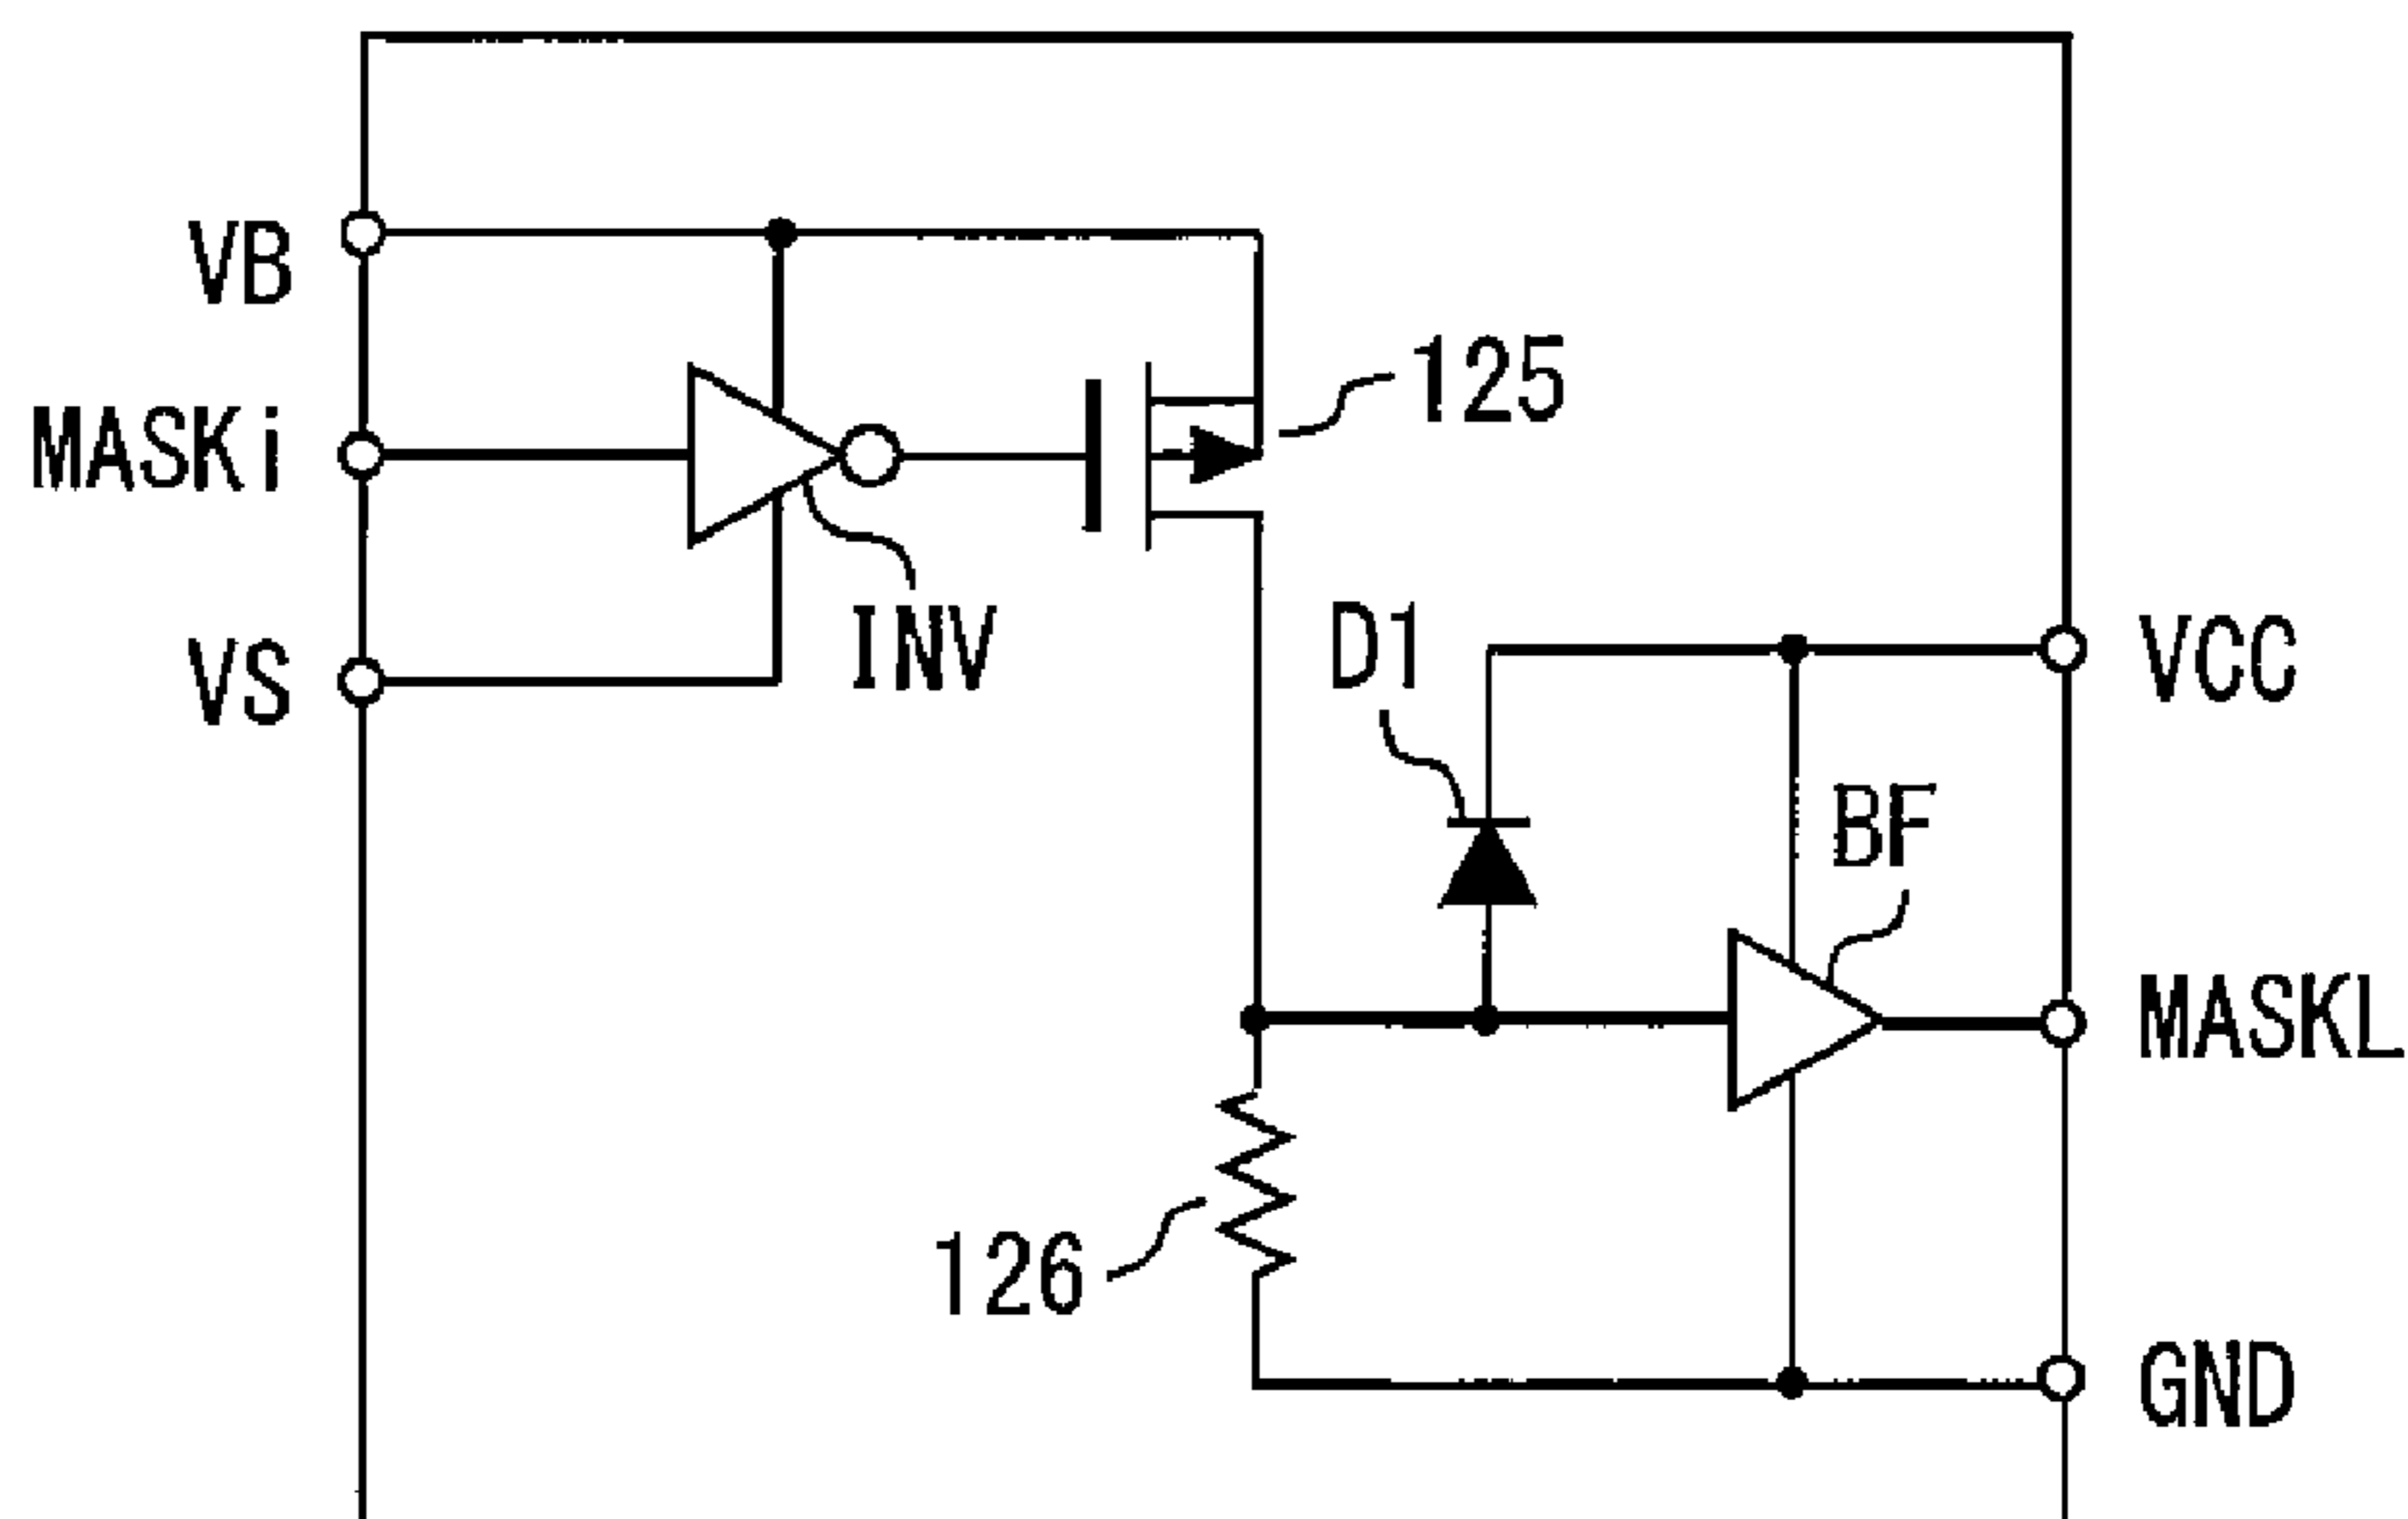 VB
125
MASKi
INV
D1
VCC
VS
BF
MASKL
126
GND